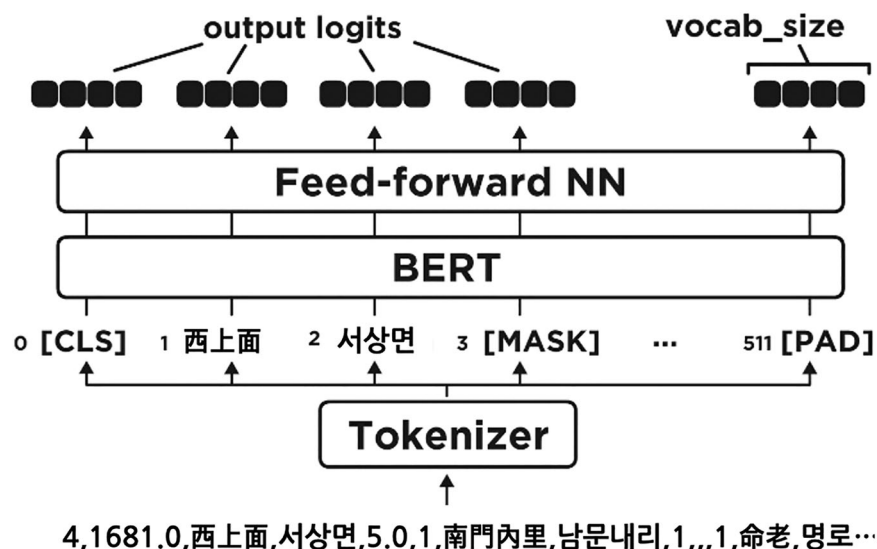 output logits
vocab_size
Feed-forward NN
BERT
0 [CLS] 1 西上面 2 서상면 3 [MASK] ... 511 [PAD]
Tokenizer
4,1681.0,西上面,서상면,5.0,1,南門內里,남문내리,1,,,1,命老,명로…